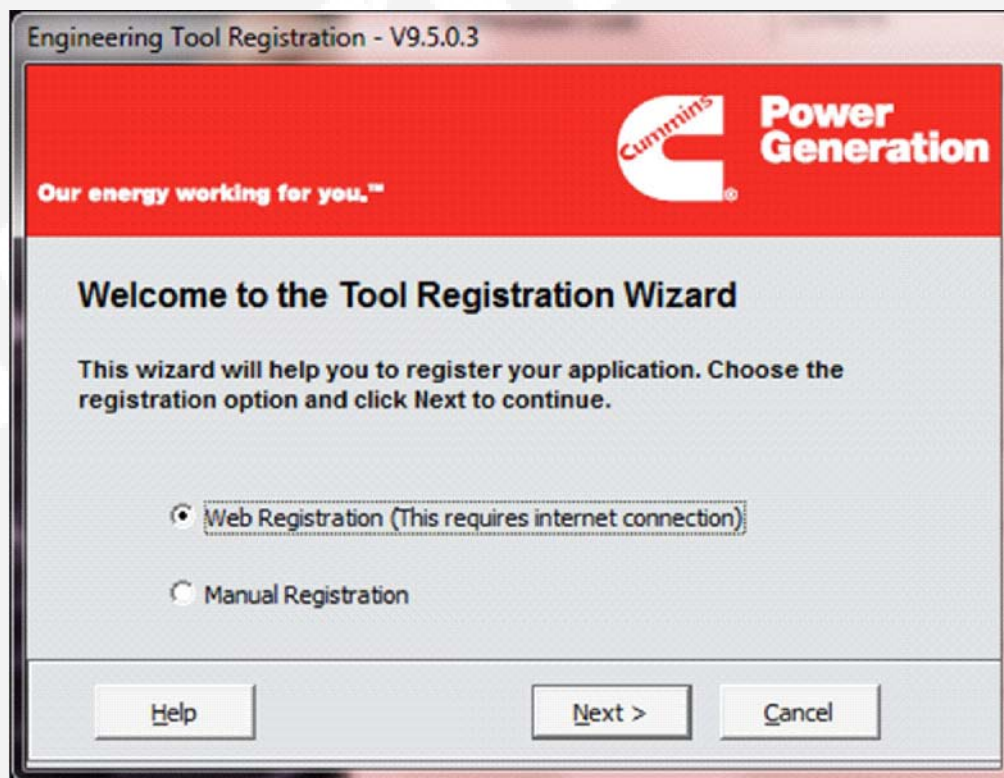 Engineering Tool Registration - V9.5.0.3
Cummins
Power
Generation
®
Our energy working for you.™
Welcome to the Tool Registration Wizard
This wizard will help you to register your application. Choose the
registration option and click Next to continue.
Web Registration (This requires internet connection)
Manual Registration
Help
Next >
Cancel